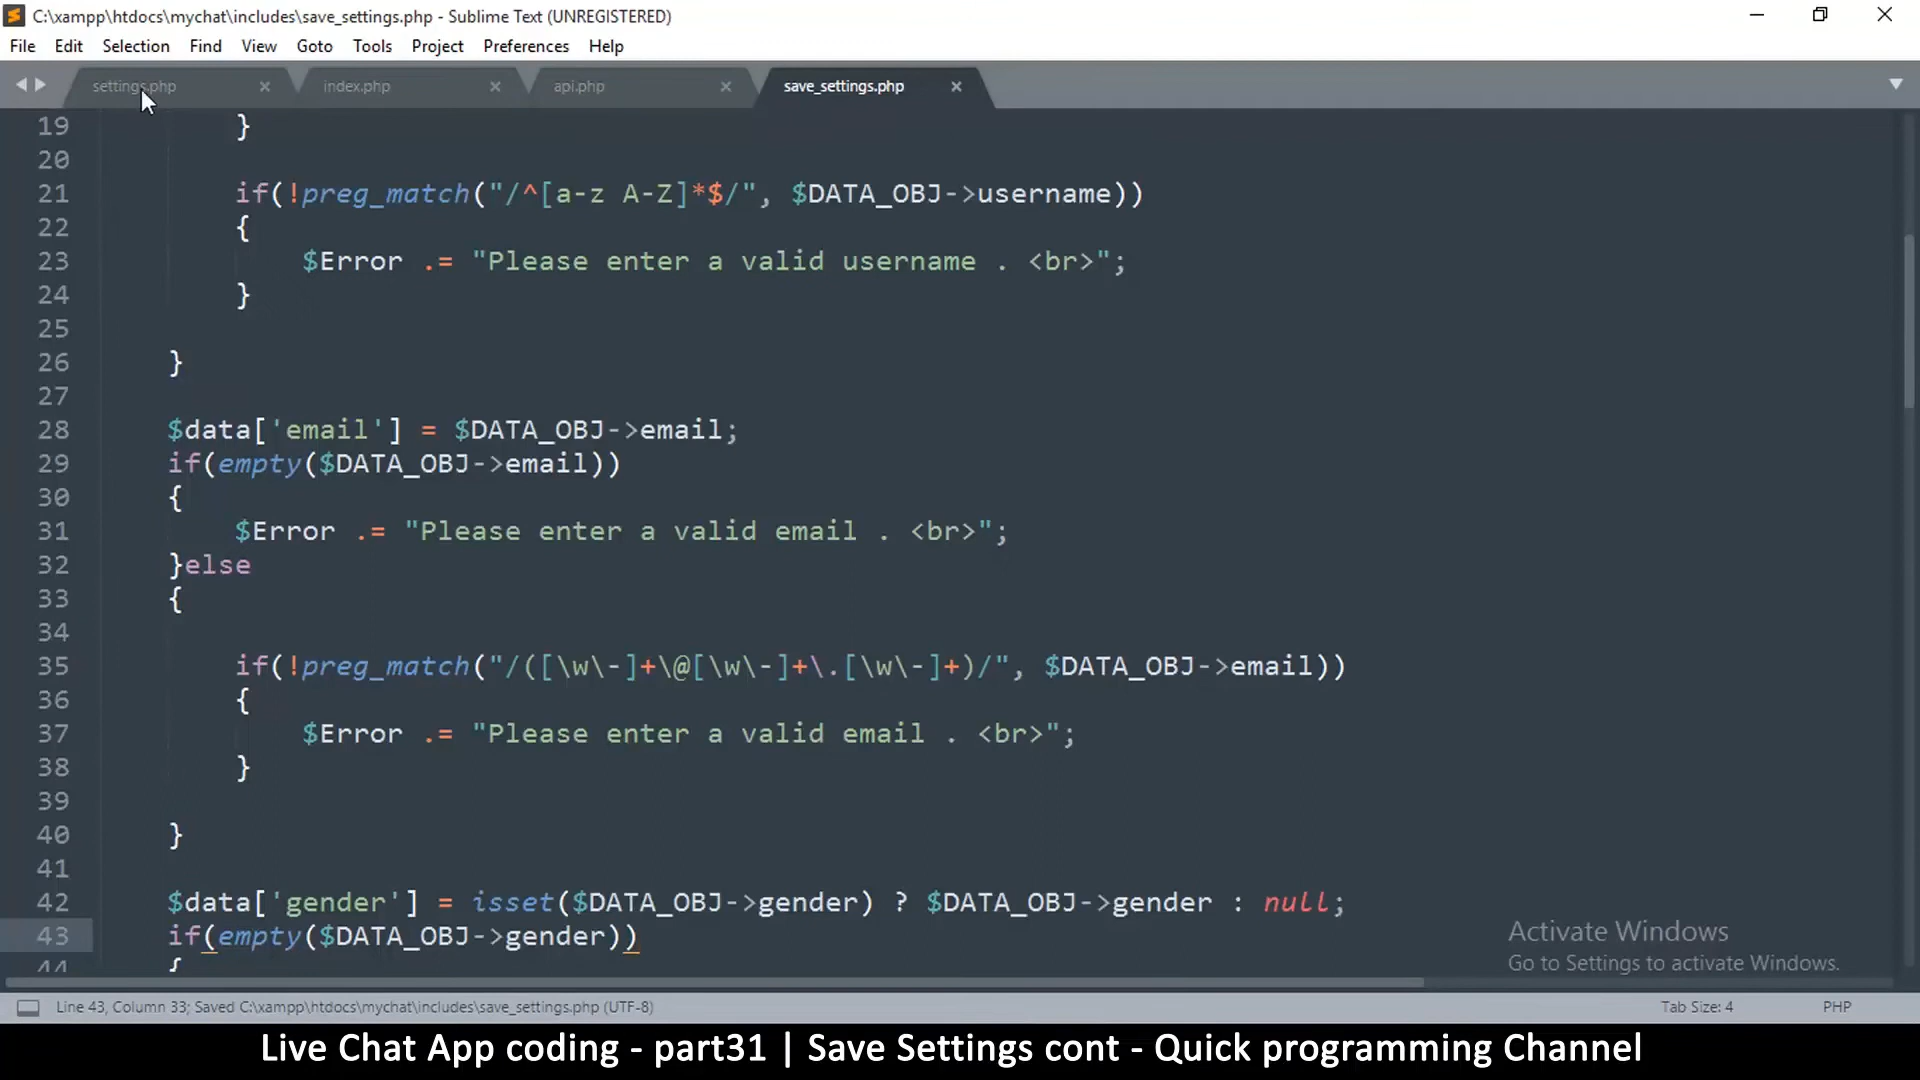 C:\xampp\htdocs\mychat\includes\save_settings.php - Sublime Text (UNREGISTERED)
File Edit Selection Find View Goto Tools Project Preferences Help
settings.php index.php api.php save_settings.php
19 }
20
21 if(!preg_match("/^[a-z A-Z]*$/", $DATA_OBJ->username))
22 {
23 $Error .= "Please enter a valid username . <br>";
24 }
25
26 }
27
28 $data['email'] = $DATA_OBJ->email;
29 if(empty($DATA_OBJ->email))
30 {
31 $Error .= "Please enter a valid email . <br>";
32 }else
33 {
34
35 if(!preg_match("/([\w\-]+\@[\w\-]+\.[\w\-]+)/", $DATA_OBJ->email))
36 {
37 $Error .= "Please enter a valid email . <br>";
38 }
39
40 }
41
42 $data['gender'] = isset($DATA_OBJ->gender) ? $DATA_OBJ->gender : null;
43 if(empty($DATA_OBJ->gender))
44 {
Activate Windows
Go to Settings to activate Windows.
Line 43, Column 33; Saved C:\xampp\htdocs\mychat\includes\save_settings.php (UTF-8) Tab Size: 4 PHP
Live Chat App coding - part31 | Save Settings cont - Quick programming Channel